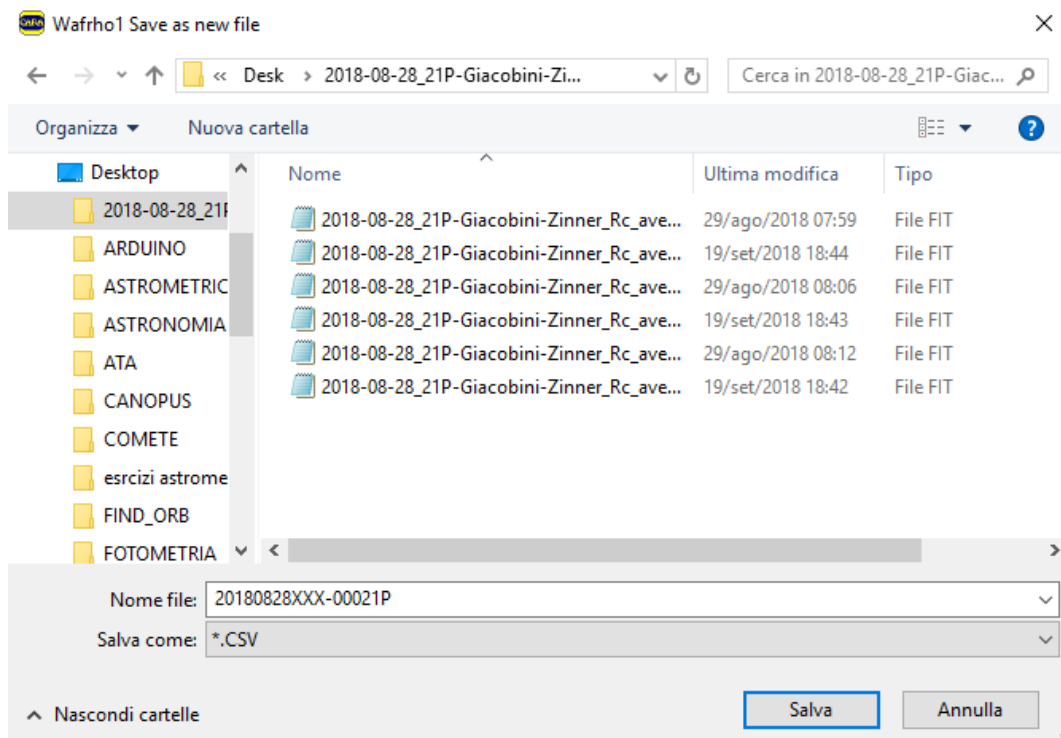 CARA Wafrho1 Save as new file
« Desk › 2018-08-28_21P-Giacobini-Zi... Cerca in 2018-08-28_21P-Giac...
Organizza Nuova cartella ?
Desktop
2018-08-28_21P
ARDUINO
ASTROMETRIC
ASTRONOMIA
ATA
CANOPUS
COMETE
esrcizi astrome
FIND_ORB
FOTOMETRIA
Nome Ultima modifica Tipo
2018-08-28_21P-Giacobini-Zinner_Rc_ave... 29/ago/2018 07:59 File FIT
2018-08-28_21P-Giacobini-Zinner_Rc_ave... 19/set/2018 18:44 File FIT
2018-08-28_21P-Giacobini-Zinner_Rc_ave... 29/ago/2018 08:06 File FIT
2018-08-28_21P-Giacobini-Zinner_Rc_ave... 19/set/2018 18:43 File FIT
2018-08-28_21P-Giacobini-Zinner_Rc_ave... 29/ago/2018 08:12 File FIT
2018-08-28_21P-Giacobini-Zinner_Rc_ave... 19/set/2018 18:42 File FIT
Nome file: 20180828XXX-00021P
Salva come: *.CSV
Nascondi cartelle Salva Annulla